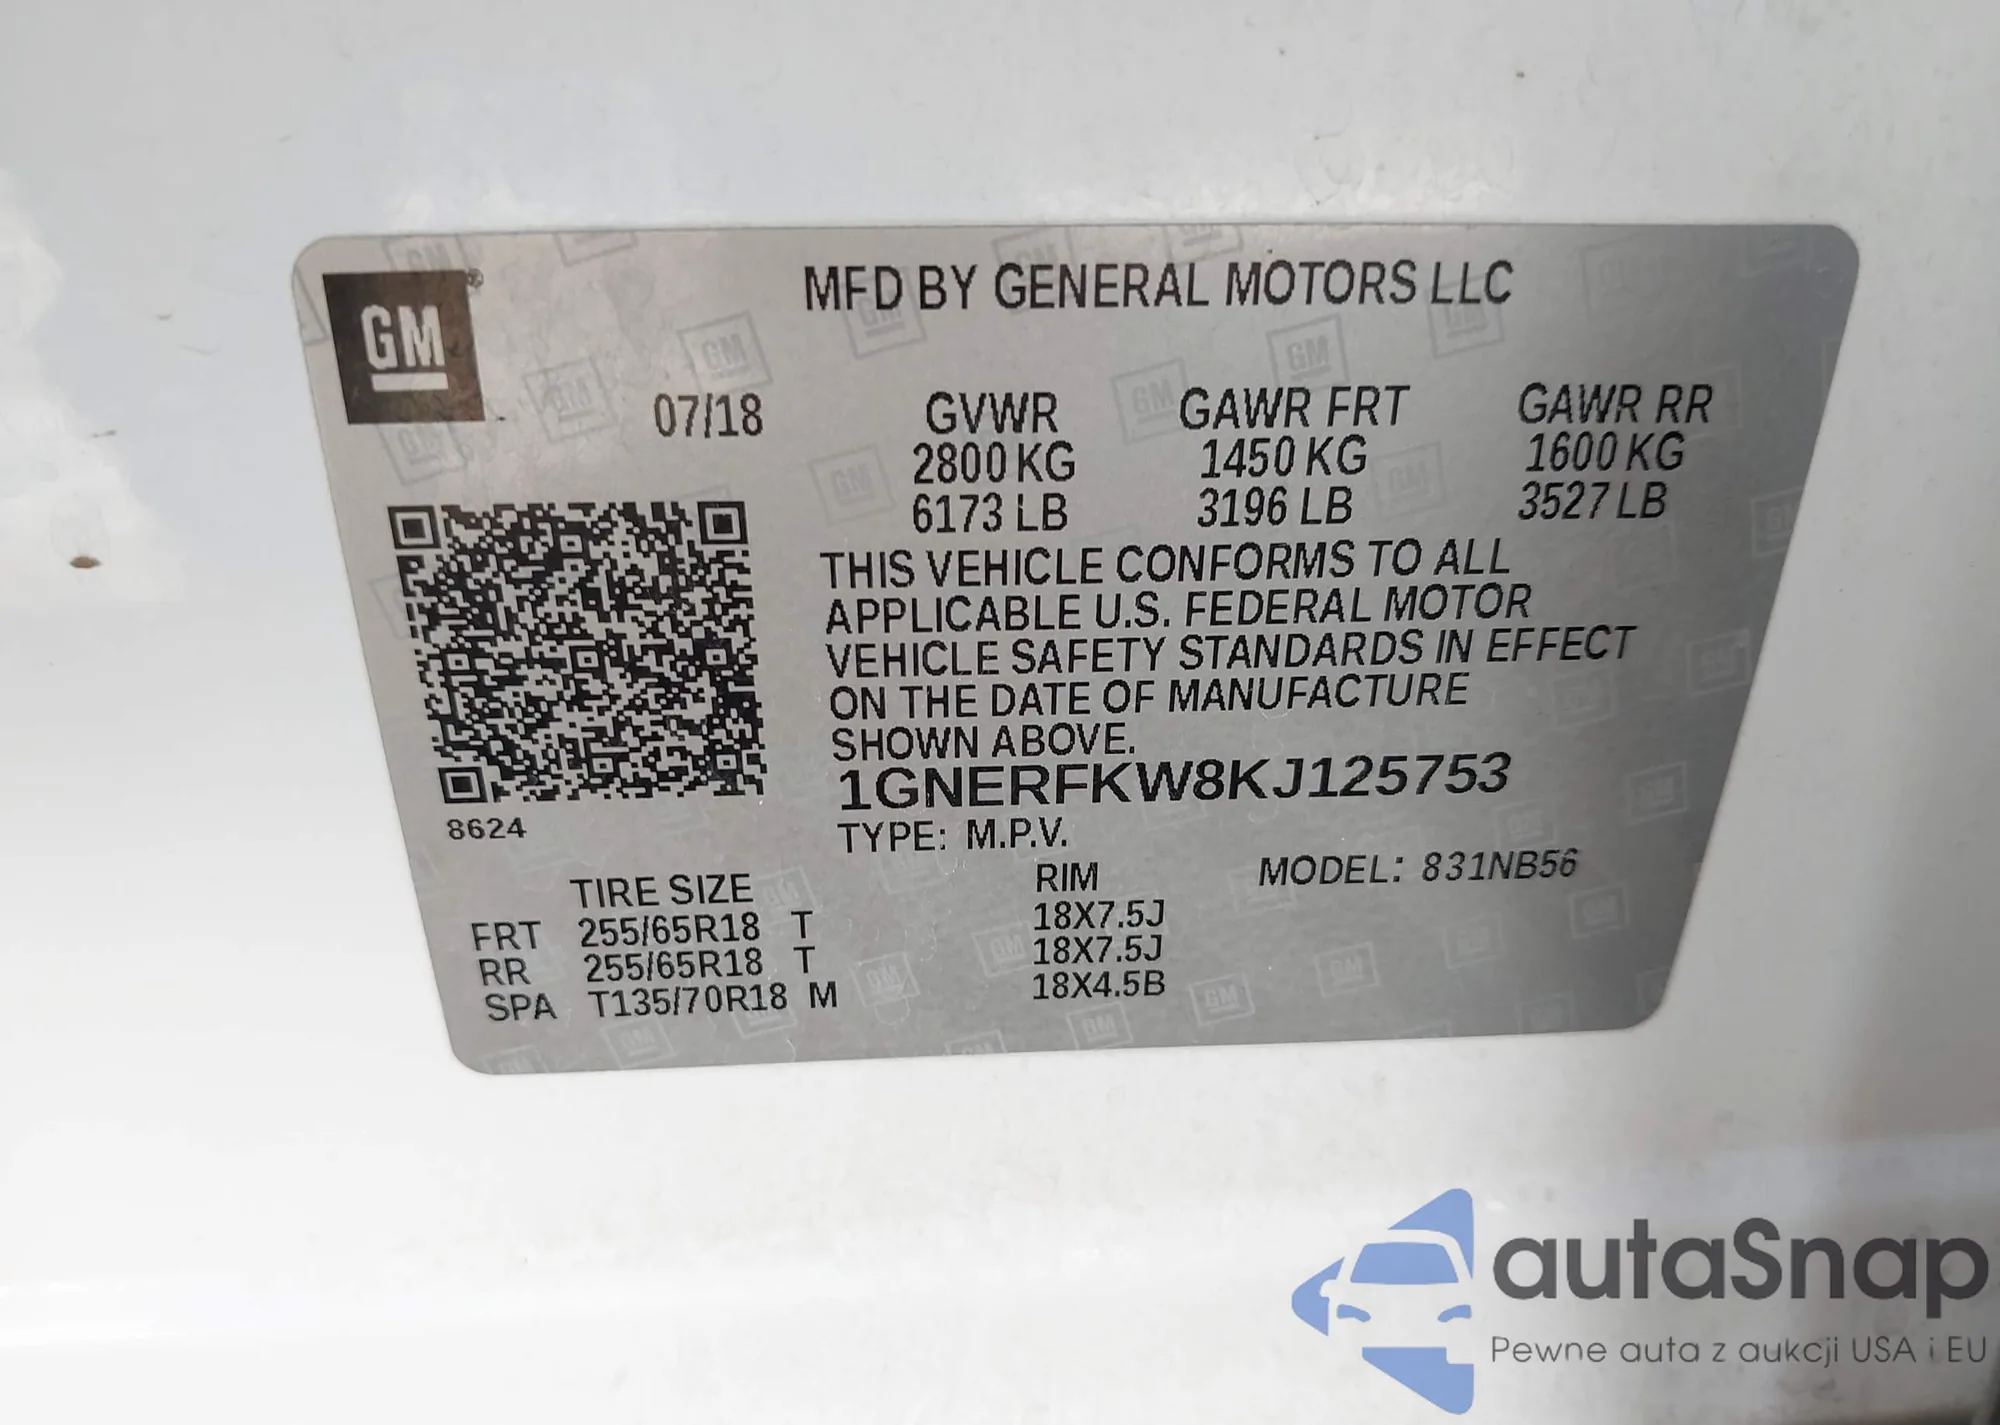 GM®
MFD BY GENERAL MOTORS LLC
07/18
GVWR GAWR FRT GAWR RR
2800 KG 1450 KG 1600 KG
6173 LB 3196 LB 3527 LB
THIS VEHICLE CONFORMS TO ALL
APPLICABLE U.S. FEDERAL MOTOR
VEHICLE SAFETY STANDARDS IN EFFECT
ON THE DATE OF MANUFACTURE
SHOWN ABOVE.
1GNERFKW8KJ125753
8624
TYPE: M.P.V.
MODEL: 831NB56
TIRE SIZE RIM
FRT 255/65R18 T 18X7.5J
RR 255/65R18 T 18X7.5J
SPA T135/70R18 M 18X4.5B
autaSnap
Pewne auta z aukcji USA i EU